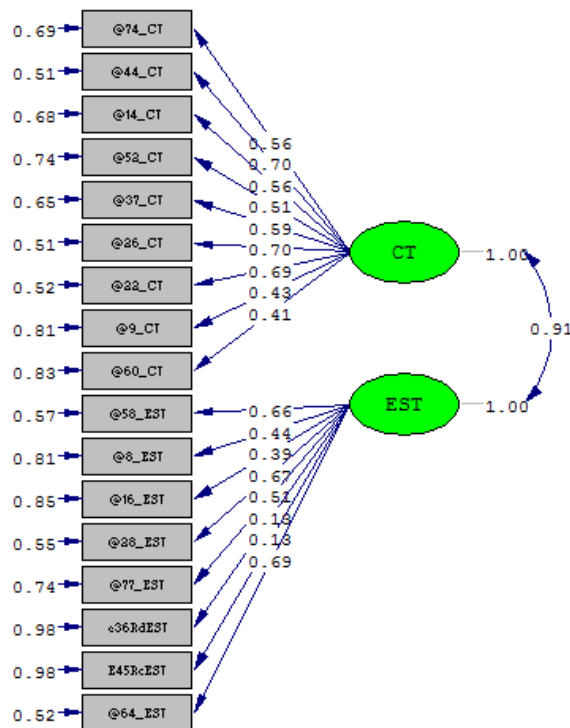 0.69 @74_CT
0.51 @44_CT
0.68 @14_CT
0.74 @52_CT
0.65 @37_CT
0.51 @26_CT
0.52 @22_CT
0.81 @9_CT
0.83 @60_CT
0.57 @58_EST
0.81 @8_EST
0.85 @16_EST
0.55 @28_EST
0.74 @77_EST
0.98 c36RdEST
0.98 E45RcEST
0.52 @64_EST
0.56
0.70
0.56
0.51
0.59
0.70
0.69
0.43
0.41
CT 1.00
0.91
EST 1.00
0.66
0.44
0.39
0.67
0.51
0.13
0.13
0.69